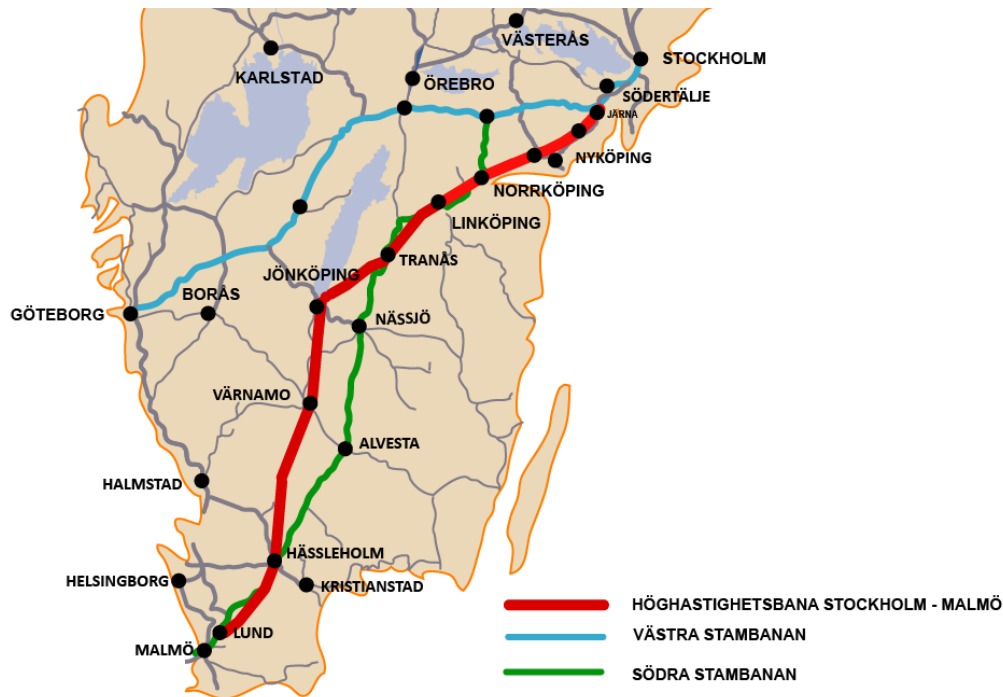 VÄSTERÅS
STOCKHOLM
KARLSTAD
ÖREBRO
SÖDERTÄLJE
JÄRNA
NYKÖPING
NORRKÖPING
LINKÖPING
TRANÅS
JÖNKÖPING
BORÅS
GÖTEBORG
NÄSSJÖ
VÄRNAMO
ALVESTA
HALMSTAD
HÄSSLEHOLM
HELSINGBORG
KRISTIANSTAD
LUND
MALMÖ
HÖGHASTIGHETSBANA STOCKHOLM - MALMÖ
VÄSTRA STAMBANAN
SÖDRA STAMBANAN